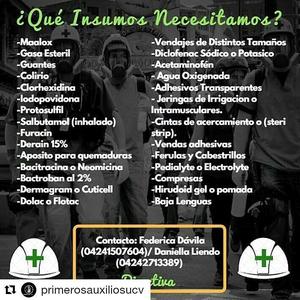 ¿Qué Insumos Necesitamos?
-Maalox
-Gasa Esteril
-Guantes
-Colirio
-Clorhexidina
-Iodopovidona
-Protosulfil
-Salbutamol (inhalado)
-Furacin
-Derain 15%
-Aposito para quemaduras
-Bactracina o Neomicina
-Bactroban al 2%
-Dermagram o Cuticell
-Dolac o Flotac
-Vendajes de Distintos Tamaños
-Diclofenac Sódico o Potasico
-Acetaminofén
- Agua Oxigenada
-Adhesivos Transparentes
- Jeringas de Irrigacion o
Intramusculares.
-Cintas de acercamiento o (steri
strip).
-Vendas adhesivas
-Ferulas y Cabestrillos
-Pedialyte o Electrolyte
-Compresas
-Hirudoid gel o pomada
-Baja Lenguas
Contacto: Federica Dávila
(04241507604)/ Daniella Liendo
(04242713389)
Directiva
primerosauxiliosucv